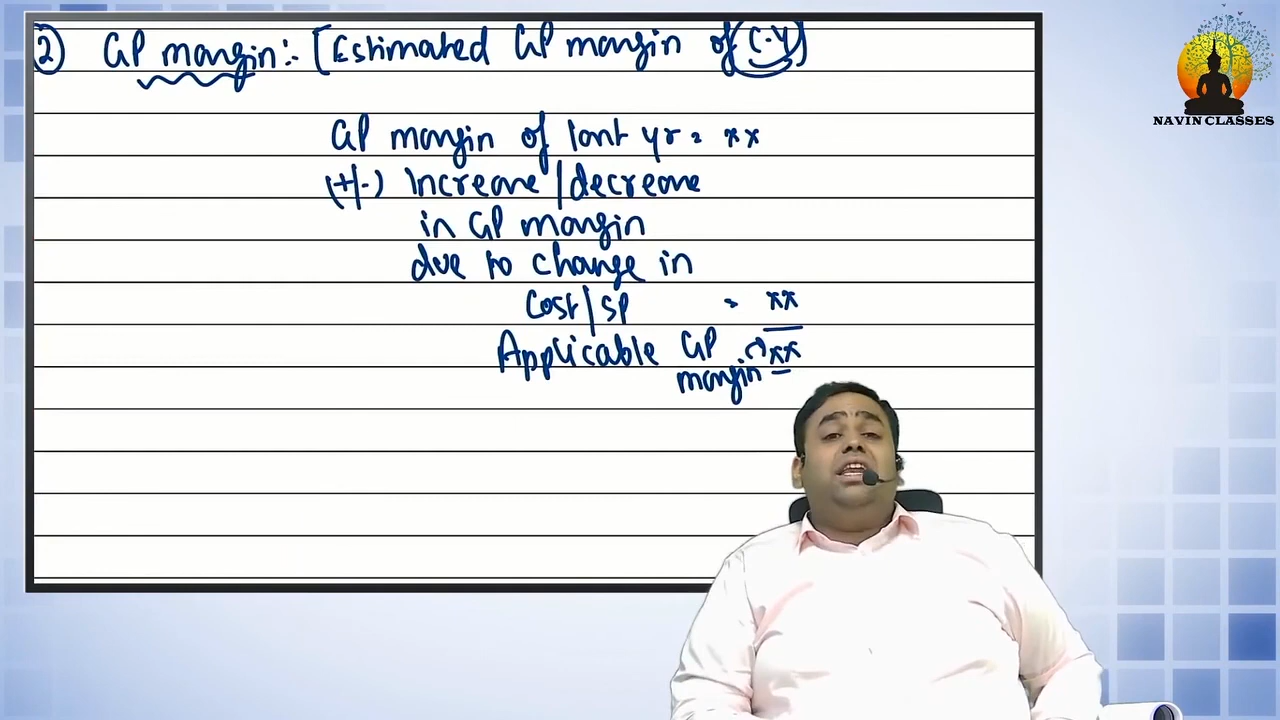 2) GP margin:- [Estimated GP margin of C.Y]
GP margin of last yr = xx
(+/-) Increase/decrease
in GP margin
due to change in
Cost/SP = xx
Applicable GP margin → xx
NAVIN CLASSES